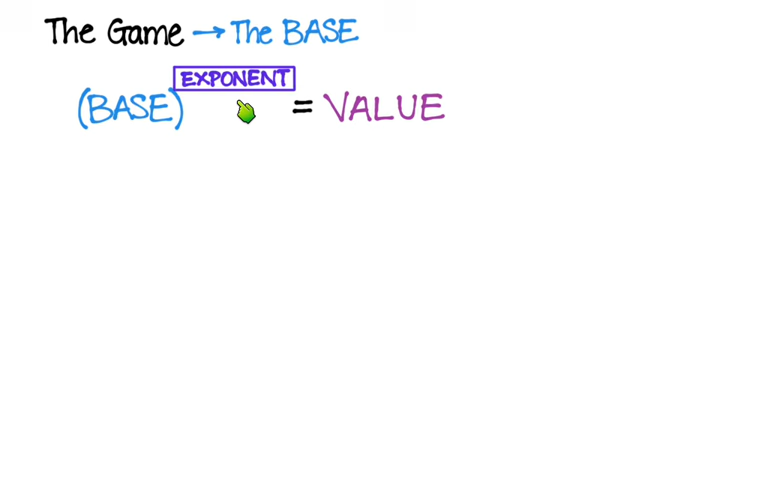 The Game → The BASE
(BASE)^EXPONENT = VALUE